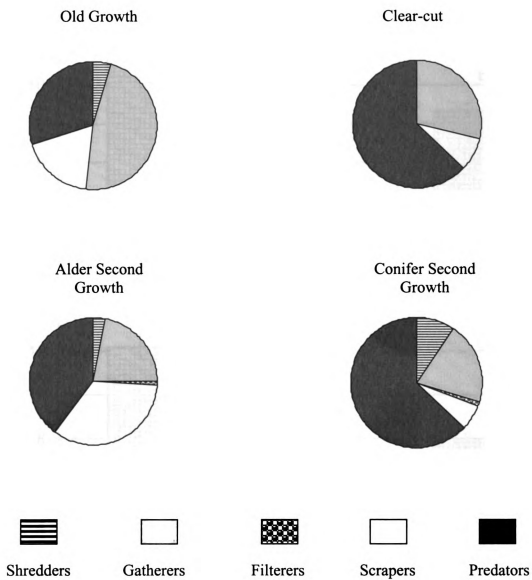 Old Growth
Clear-cut
Alder Second
Growth
Conifer Second
Growth
Shredders
Gatherers
Filterers
Scrapers
Predators